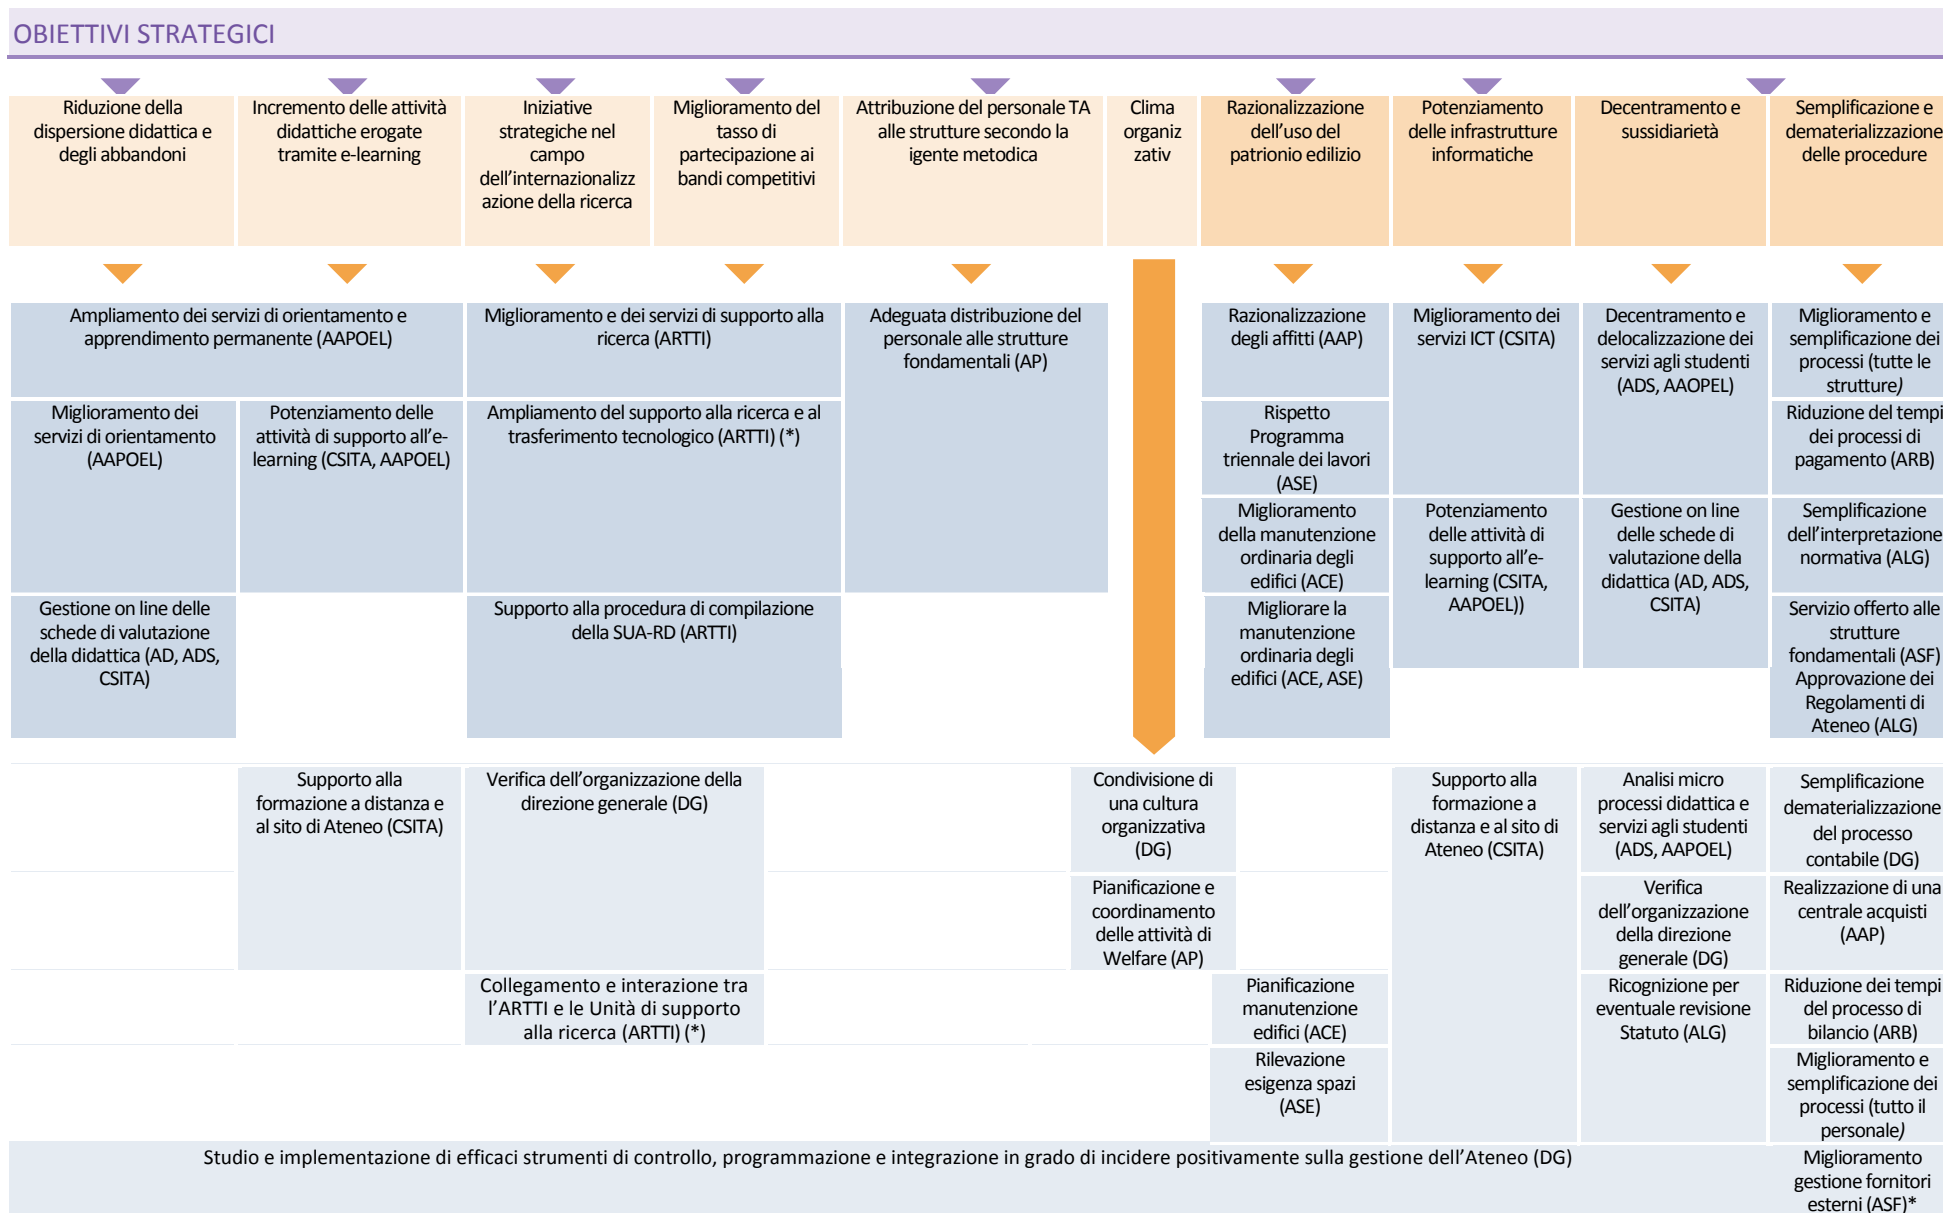 OBIETTIVI STRATEGICI
Riduzione della
dispersione didattica e
degli abbandoni
Incremento delle attività
didattiche erogate
tramite e-learning
Iniziative
strategiche nel
campo
dell’internazionalizz
azione della ricerca
Miglioramento del
tasso di
partecipazione ai
bandi competitivi
Attribuzione del personale TA
alle strutture secondo la
igente metodica
Clima
organiz
zativ
Razionalizzazione
dell’uso del
patrionio edilizio
Potenziamento
delle infrastrutture
informatiche
Decentramento e
sussidiarietà
Semplificazione e
dematerializzazione
delle procedure
Ampliamento dei servizi di orientamento e
apprendimento permanente (AAPOEL)
Miglioramento e dei servizi di supporto alla
ricerca (ARTTI)
Adeguata distribuzione del
personale alle strutture
fondamentali (AP)
Razionalizzazione
degli affitti (AAP)
Miglioramento dei
servizi ICT (CSITA)
Decentramento e
delocalizzazione dei
servizi agli studenti
(ADS, AAOPEL)
Miglioramento e
semplificazione dei
processi (tutte le
strutture)
Miglioramento dei
servizi di orientamento
(AAPOEL)
Potenziamento delle
attività di supporto all’e-
learning (CSITA, AAPOEL)
Ampliamento del supporto alla ricerca e al
trasferimento tecnologico (ARTTI) (*)
Rispetto
Programma
triennale dei lavori
(ASE)
Riduzione del tempi
dei processi di
pagamento (ARB)
Miglioramento
della manutenzione
ordinaria degli
edifici (ACE)
Potenziamento
delle attività di
supporto all’e-
learning (CSITA,
AAPOEL))
Gestione on line
delle schede di
valutazione della
didattica (AD, ADS,
CSITA)
Semplificazione
dell’interpretazione
normativa (ALG)
Gestione on line delle
schede di valutazione
della didattica (AD, ADS,
CSITA)
Supporto alla procedura di compilazione
della SUA-RD (ARTTI)
Migliorare la
manutenzione
ordinaria degli
edifici (ACE, ASE)
Servizio offerto alle
strutture
fondamentali (ASF)
Approvazione dei
Regolamenti di
Ateneo (ALG)
Supporto alla
formazione a distanza e
al sito di Ateneo (CSITA)
Verifica dell’organizzazione della
direzione generale (DG)
Condivisione di
una cultura
organizzativa
(DG)
Supporto alla
formazione a
distanza e al sito di
Ateneo (CSITA)
Analisi micro
processi didattica e
servizi agli studenti
(ADS, AAPOEL)
Semplificazione
dematerializzazione
del processo
contabile (DG)
Pianificazione e
coordinamento
delle attività di
Welfare (AP)
Verifica
dell’organizzazione
della direzione
generale (DG)
Realizzazione di una
centrale acquisti
(AAP)
Collegamento e interazione tra
l’ARTTI e le Unità di supporto
alla ricerca (ARTTI) (*)
Pianificazione
manutenzione
edifici (ACE)
Ricognizione per
eventuale revisione
Statuto (ALG)
Riduzione dei tempi
del processo di
bilancio (ARB)
Rilevazione
esigenza spazi
(ASE)
Miglioramento e
semplificazione dei
processi (tutto il
personale)
Studio e implementazione di efficaci strumenti di controllo, programmazione e integrazione in grado di incidere positivamente sulla gestione dell’Ateneo (DG)
Miglioramento
gestione fornitori
esterni (ASF)*